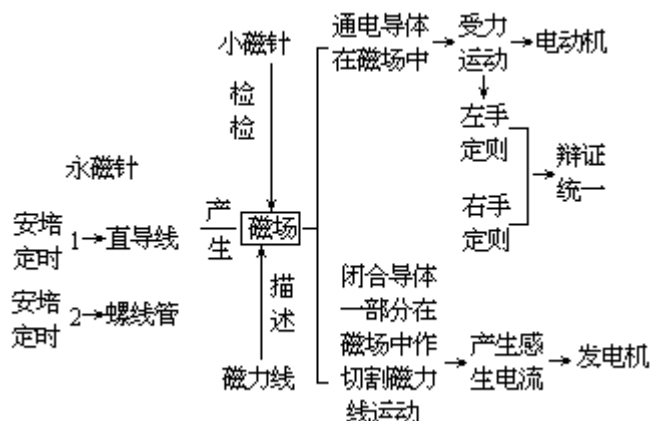 小磁针
检
检
永磁针
安培
定时
1
直导线
安培
定时
2
螺线管
产
生
磁场
描
述
磁力线
通电导体
在磁场中
受力
运动
电动机
左手
定则
右手
定则
辩证
统一
闭合导体
一部分在
磁场中作
切割磁力
线运动
产生感
生电流
发电机